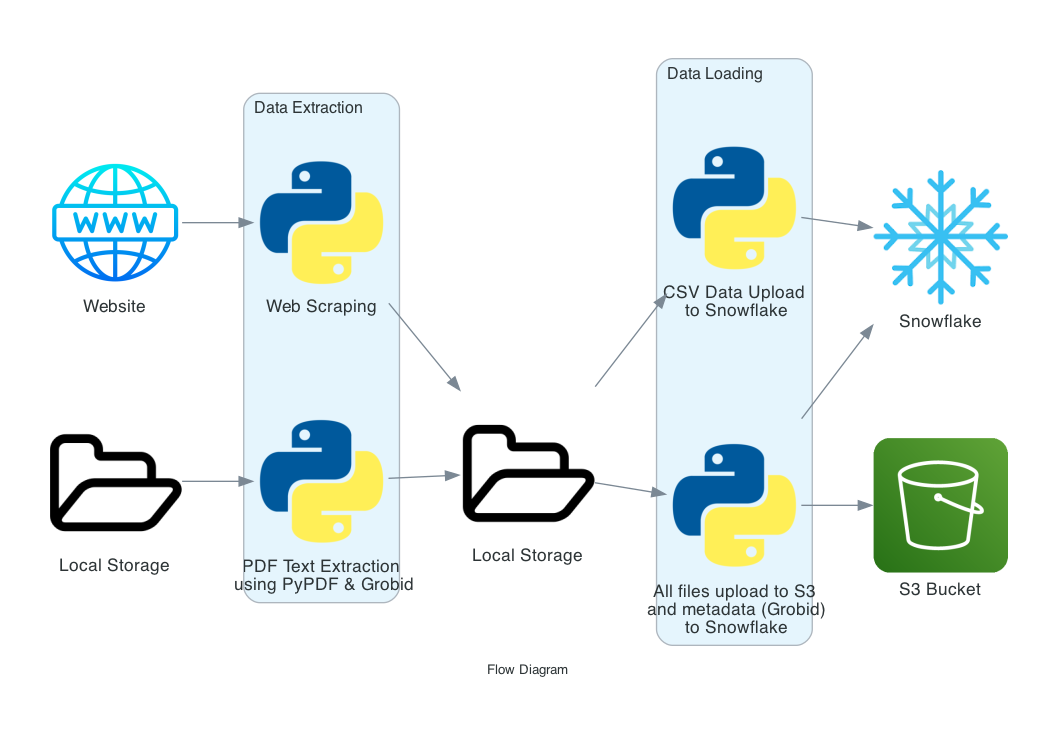 Data Extraction
Data Loading
WWW
Website
Web Scraping
CSV Data Upload
to Snowflake
Snowflake
Local Storage
PDF Text Extraction
using PyPDF & Grobid
Local Storage
All files upload to S3
and metadata (Grobid)
to Snowflake
S3 Bucket
Flow Diagram